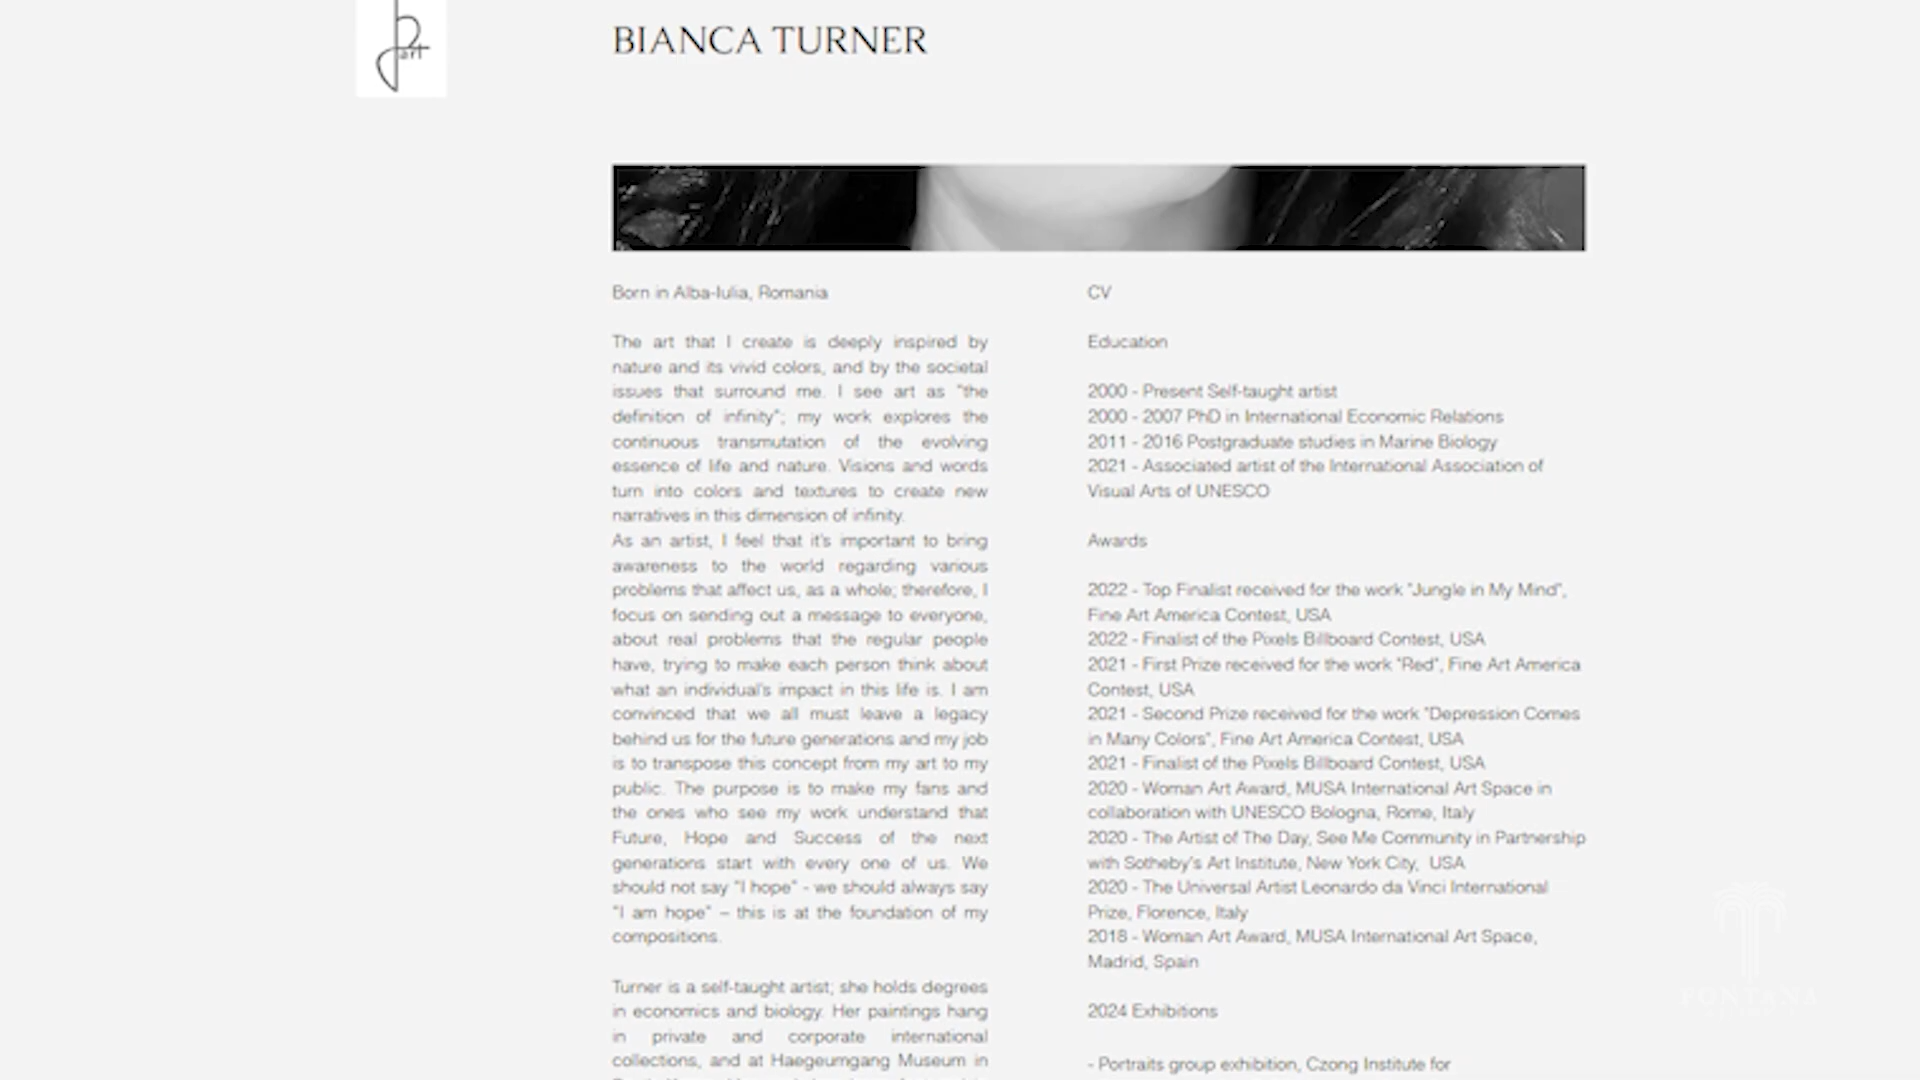 art
BIANCA TURNER
Born in Alba-Iulia, Romania
The art that I create is deeply inspired by
nature and its vivid colors, and by the societal
issues that surround me. I see art as "the
definition of infinity"; my work explores the
continuous transmutation of the evolving
essence of life and nature. Visions and words
turn into colors and textures to create new
narratives in this dimension of infinity.
As an artist, I feel that it's important to bring
awareness to the world regarding various
problems that affect us, as a whole; therefore, I
focus on sending out a message to everyone,
about real problems that the regular people
have, trying to make each person think about
what an individual's impact in this life is. I am
convinced that we all must leave a legacy
behind us for the future generations and my job
is to transpose this concept from my art to my
public. The purpose is to make my fans and
the ones who see my work understand that
Future, Hope and Success of the next
generations start with every one of us. We
should not say "I hope" - we should always say
"I am hope" – this is at the foundation of my
compositions.
Turner is a self-taught artist; she holds degrees
in economics and biology. Her paintings hang
in private and corporate international
collections, and at Haegeumgang Museum in
CV
Education
2000 - Present Self-taught artist
2000 - 2007 PhD in International Economic Relations
2011 - 2016 Postgraduate studies in Marine Biology
2021 - Associated artist of the International Association of
Visual Arts of UNESCO
Awards
2022 - Top Finalist received for the work "Jungle in My Mind",
Fine Art America Contest, USA
2022 - Finalist of the Pixels Billboard Contest, USA
2021 - First Prize received for the work "Red", Fine Art America
Contest, USA
2021 - Second Prize received for the work "Depression Comes
in Many Colors", Fine Art America Contest, USA
2021 - Finalist of the Pixels Billboard Contest, USA
2020 - Woman Art Award, MUSA International Art Space in
collaboration with UNESCO Bologna, Rome, Italy
2020 - The Artist of The Day, See Me Community in Partnership
with Sotheby's Art Institute, New York City, USA
2020 - The Universal Artist Leonardo da Vinci International
Prize, Florence, Italy
2018 - Woman Art Award, MUSA International Art Space,
Madrid, Spain
2024 Exhibitions
- Portraits group exhibition, Czong Institute for
FONTANA